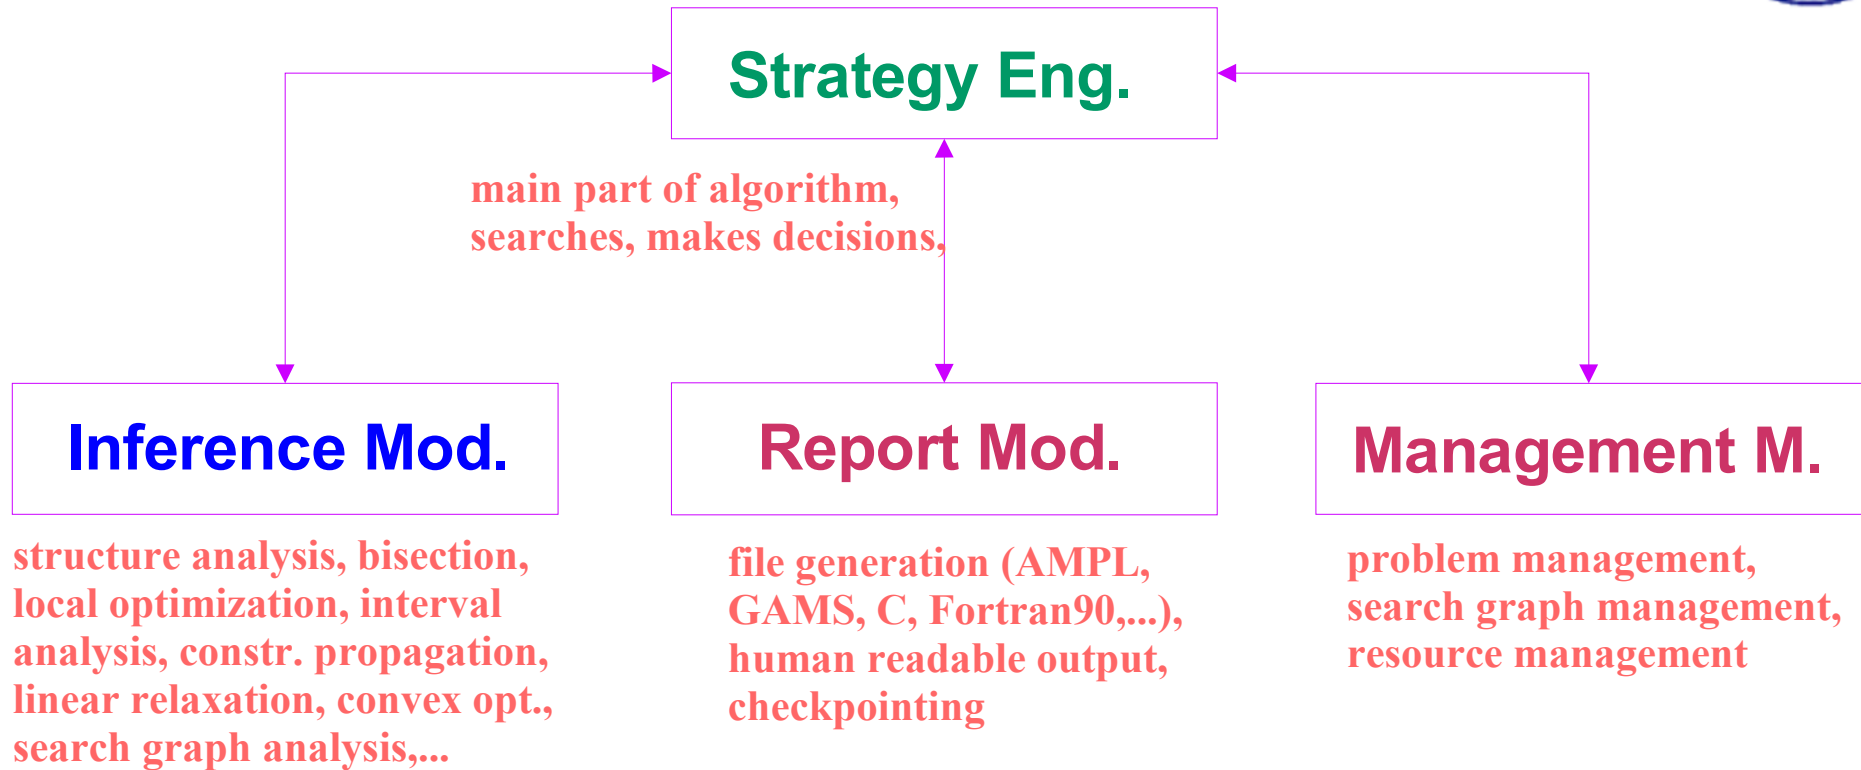 Strategy Eng.
main part of algorithm,
searches, makes decisions,
Inference Mod.
Report Mod.
Management M.
structure analysis, bisection,
local optimization, interval
analysis, constr. propagation,
linear relaxation, convex opt.,
search graph analysis,...
file generation (AMPL,
GAMS, C, Fortran90,...),
human readable output,
checkpointing
problem management,
search graph management,
resource management